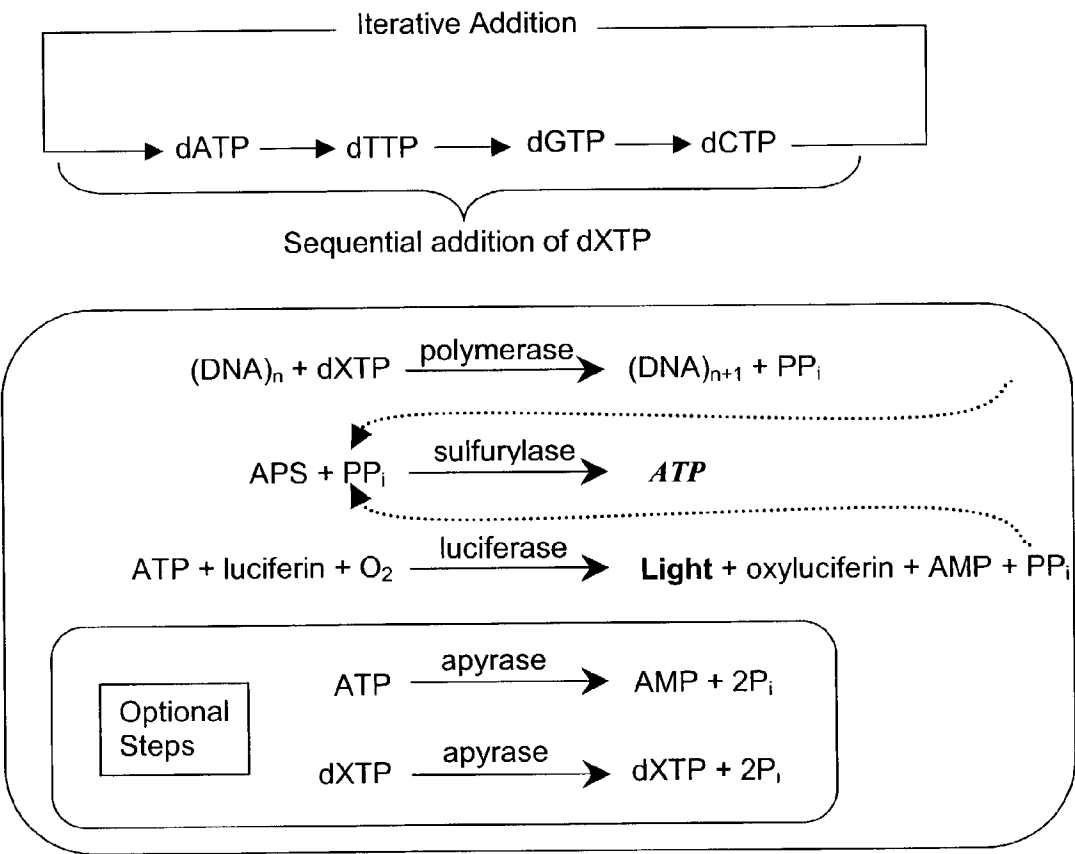 Iterative Addition
dATP dTTP dGTP dCTP
Sequential addition of dXTP
(DNA)n + dXTP polymerase (DNA)n+1 + PPi
APS + PPi sulfurylase ATP
ATP + luciferin + O2 luciferase Light + oxyluciferin + AMP + PPi
Optional
Steps
ATP apyrase AMP + 2Pi
dXTP apyrase dXTP + 2Pi